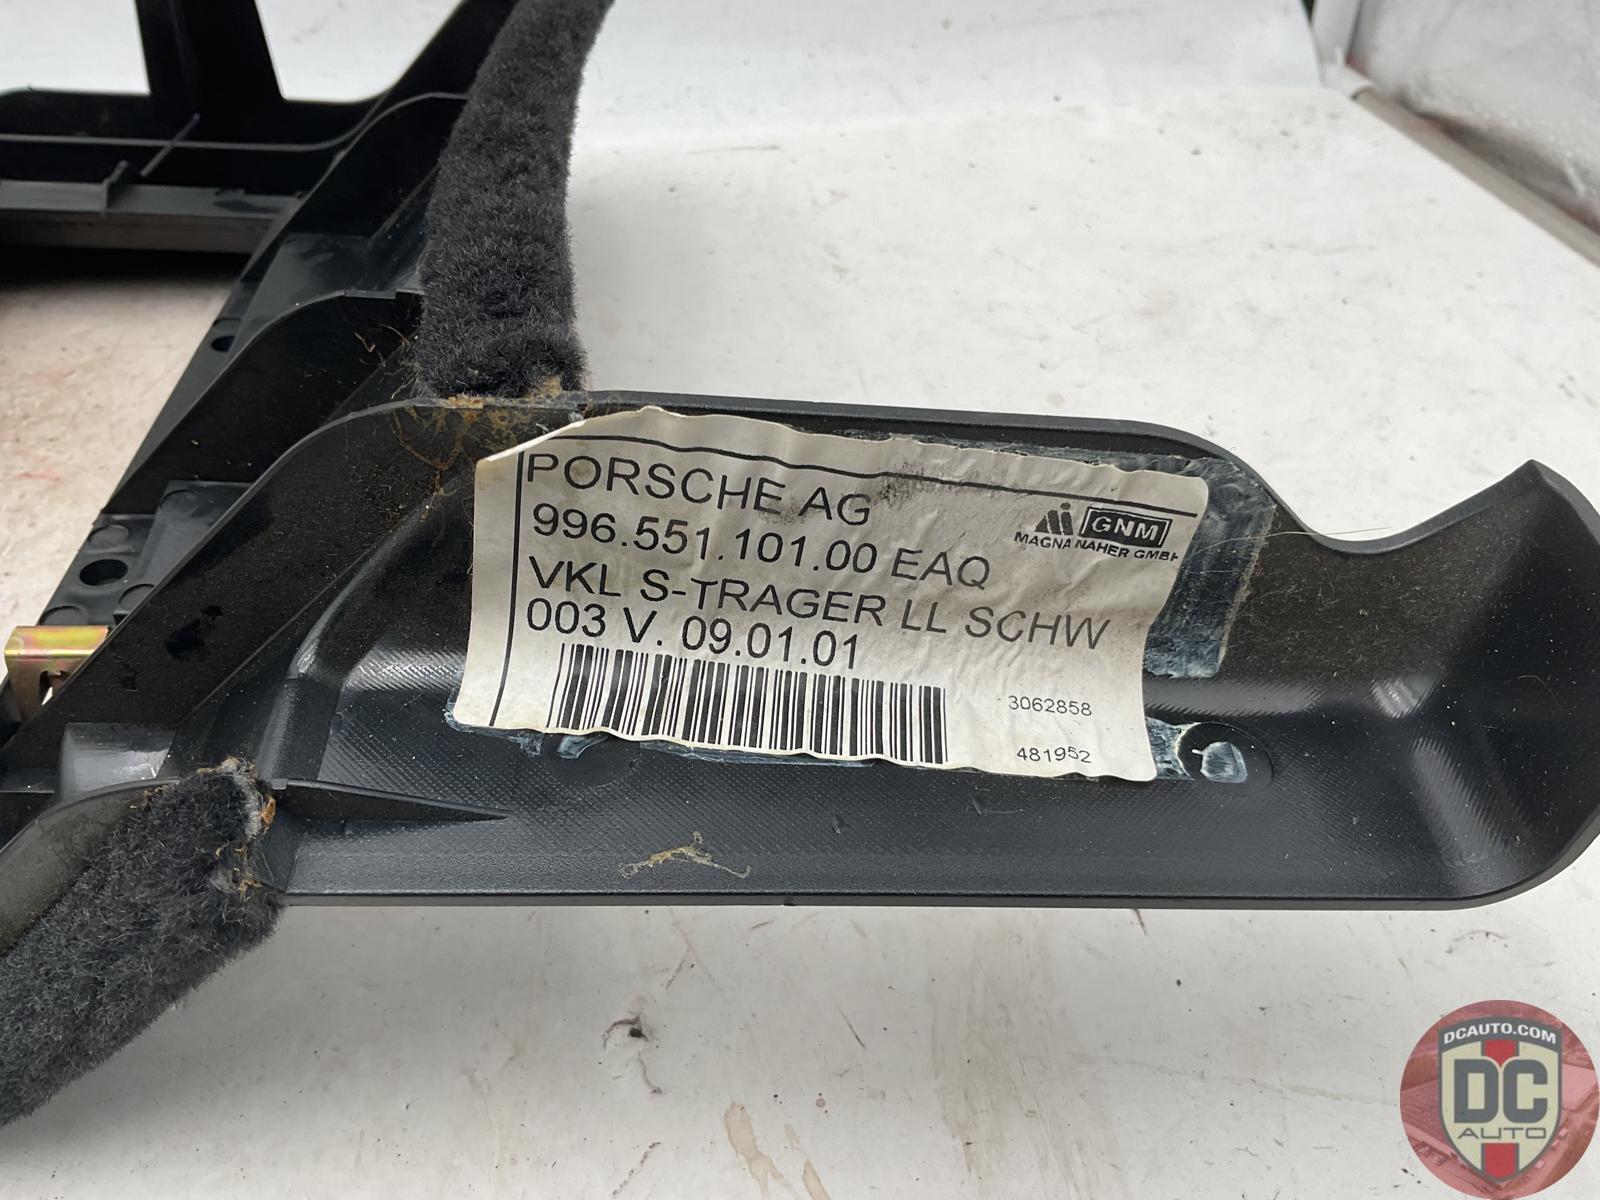 PORSCHE AG
996.551.101.00 EAQ
GNM
MAGNA NAHER GMBH
VKL S-TRAGER LL SCHW
003 V. 09.01.01
3062858
481952
DCAUTO.COM
DC
AUTO